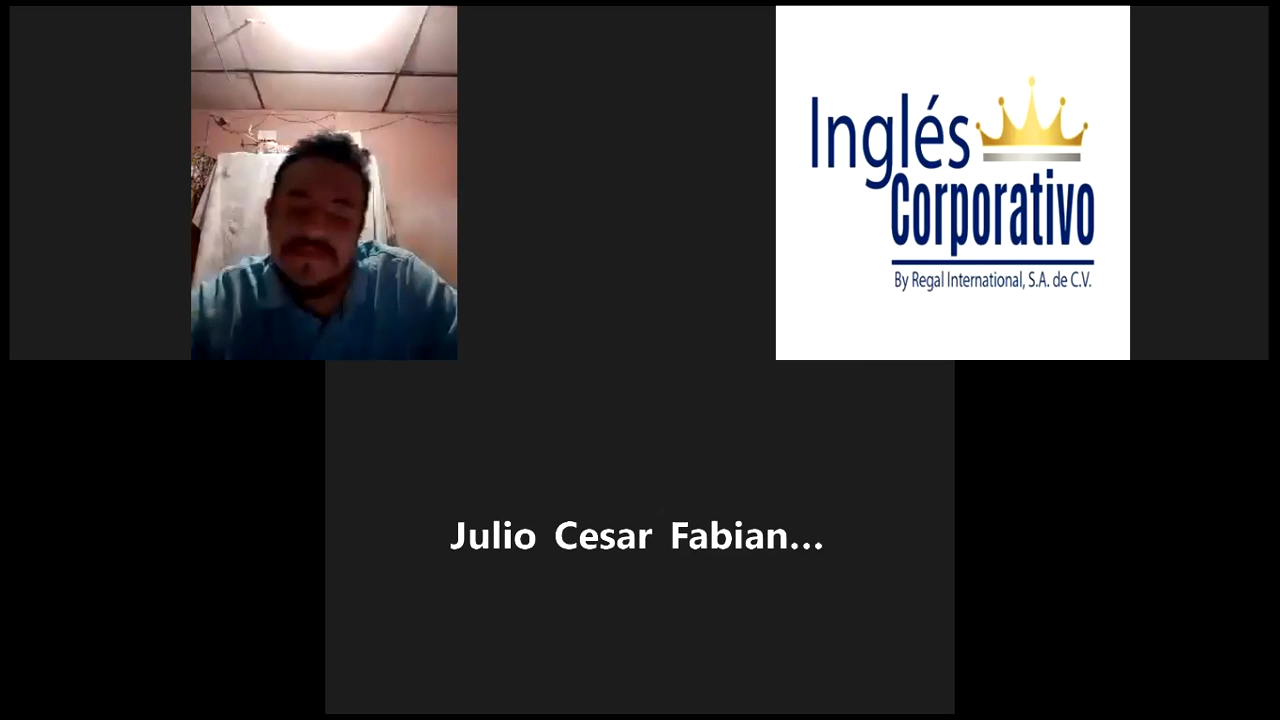 Inglés
Corporativo
By Regal International, S.A. de C.V.
Julio Cesar Fabian...